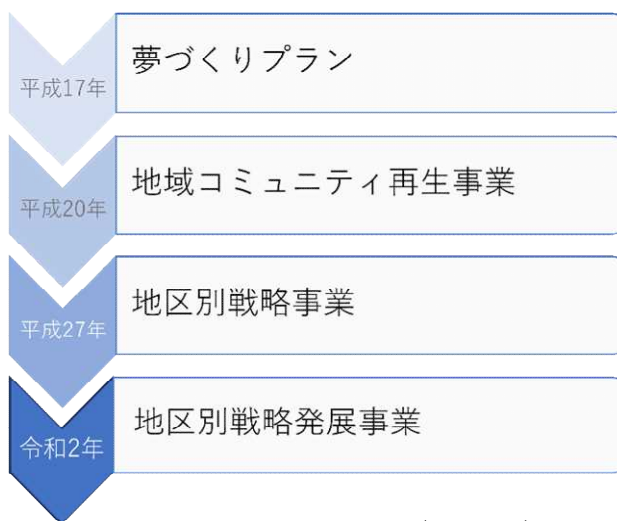 平成17年
夢づくりプラン
平成20年
地域コミュニティ再生事業
平成27年
地区別戦略事業
令和2年
地区別戦略発展事業